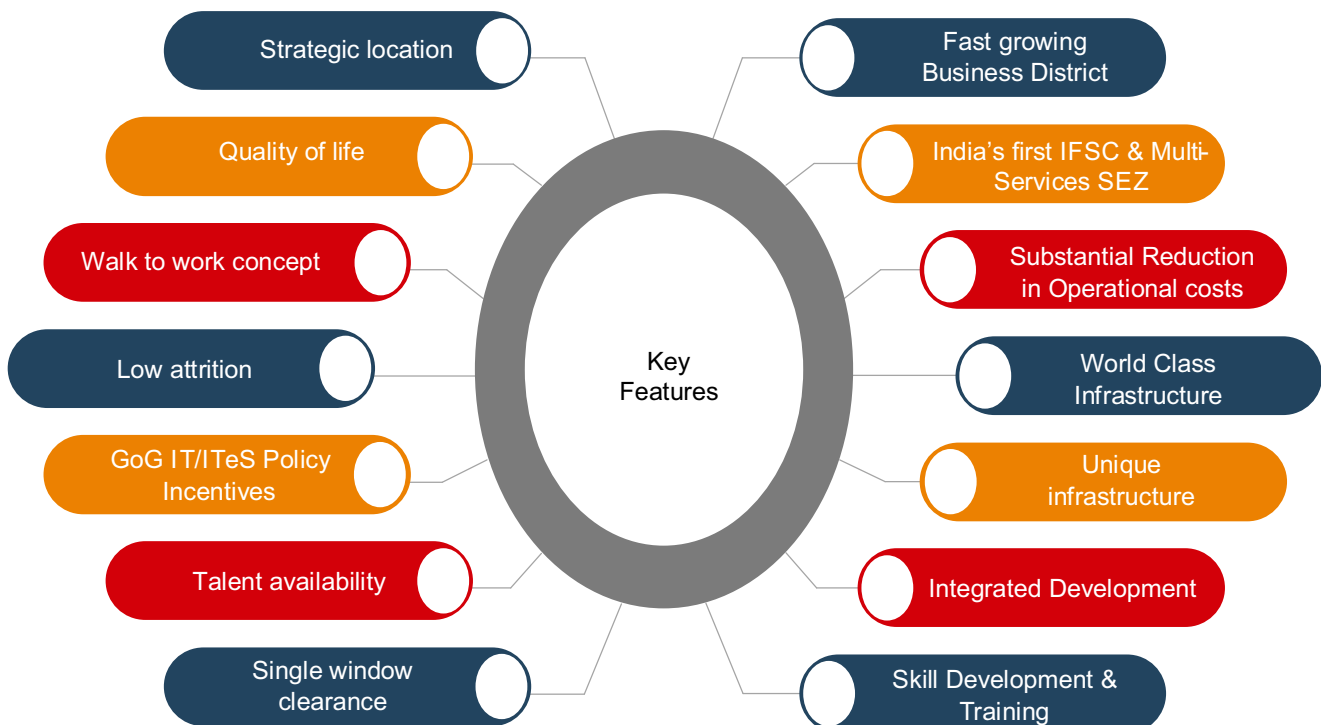 Strategic location
Quality of life
Walk to work concept
Low attrition
GoG IT/ITeS Policy
Incentives
Talent availability
Single window
clearance
Key
Features
Fast growing
Business District
India's first IFSC & Multi-
Services SEZ
Substantial Reduction
in Operational costs
World Class
Infrastructure
Unique
infrastructure
Integrated Development
Skill Development &
Training